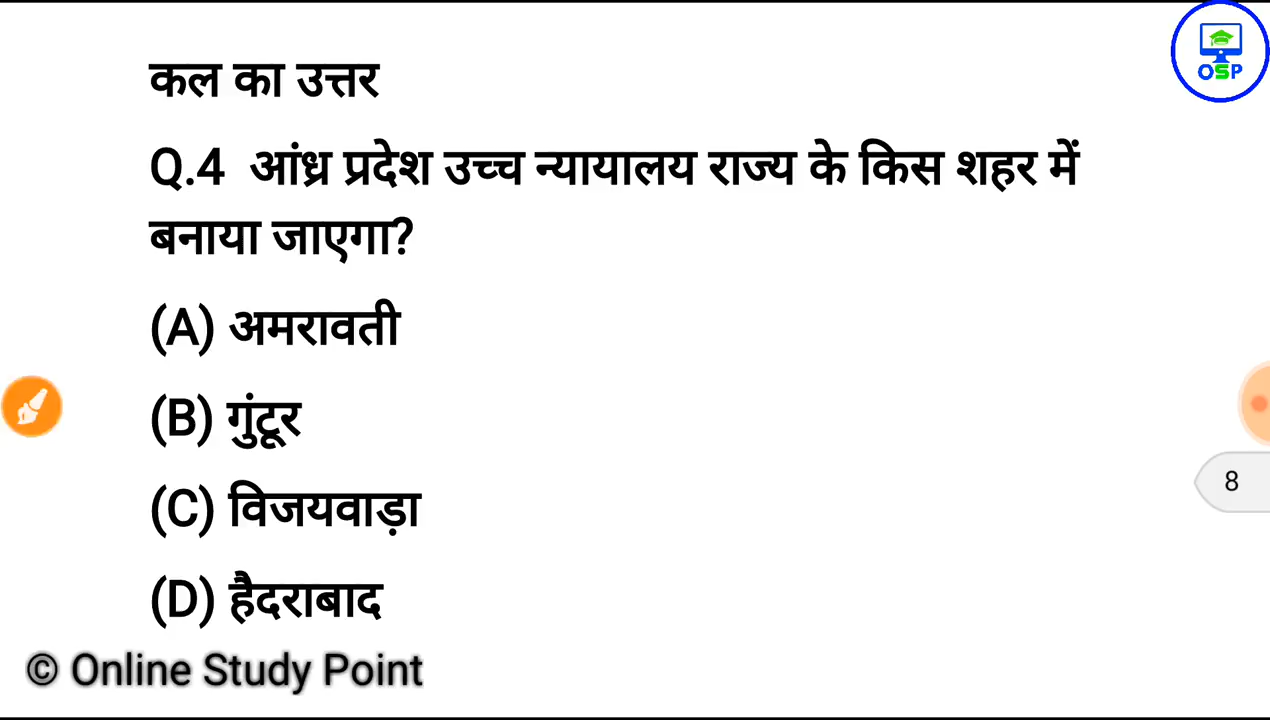 OSP
कल का उत्तर
Q.4 आंध्र प्रदेश उच्च न्यायालय राज्य के किस शहर में
बनाया जाएगा?
(A) अमरावती
(B) गुंटूर
(C) विजयवाड़ा
8
(D) हैदराबाद
© Online Study Point